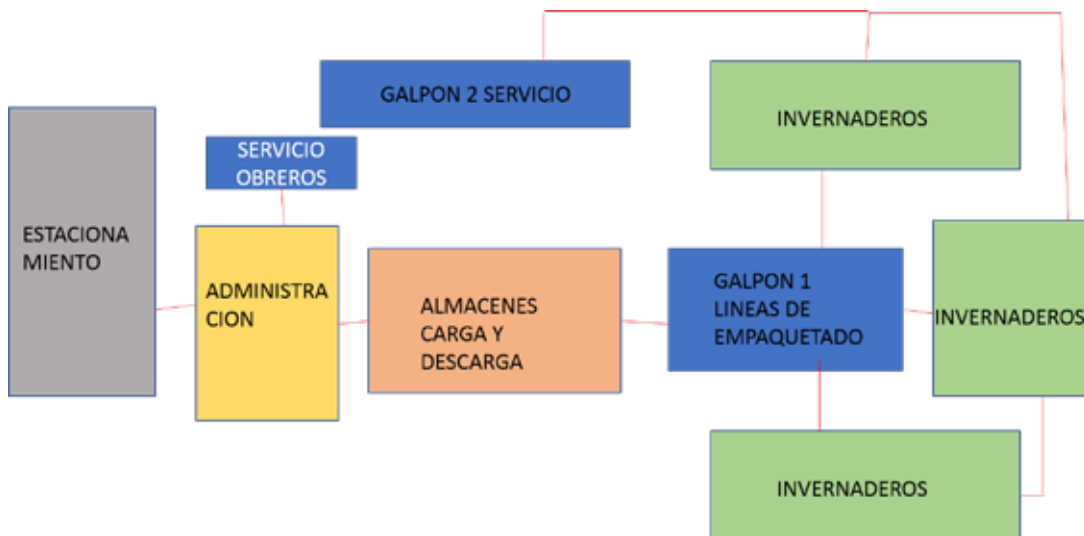 GALPON 2 SERVICIO
INVERNADEROS
SERVICIO
OBREROS
ESTACIONA
MIENTO
ADMINISTRA
CION
ALMACENES
CARGA Y
DESCARGA
GALPON 1
LINEAS DE
EMPAQUETADO
INVERNADEROS
INVERNADEROS